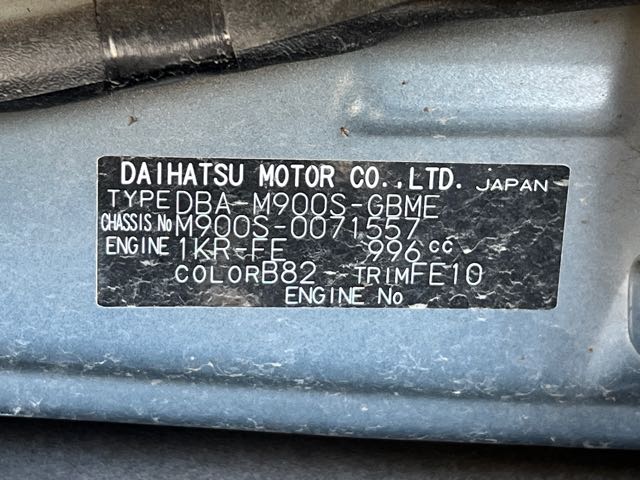 DAIHATSU MOTOR CO.,LTD. JAPAN
TYPE DBA-M900S-GBME
CHASSIS No M900S-0071557
ENGINE 1KR-FE 996cc
COLOR B82 TRIM FE10
ENGINE No